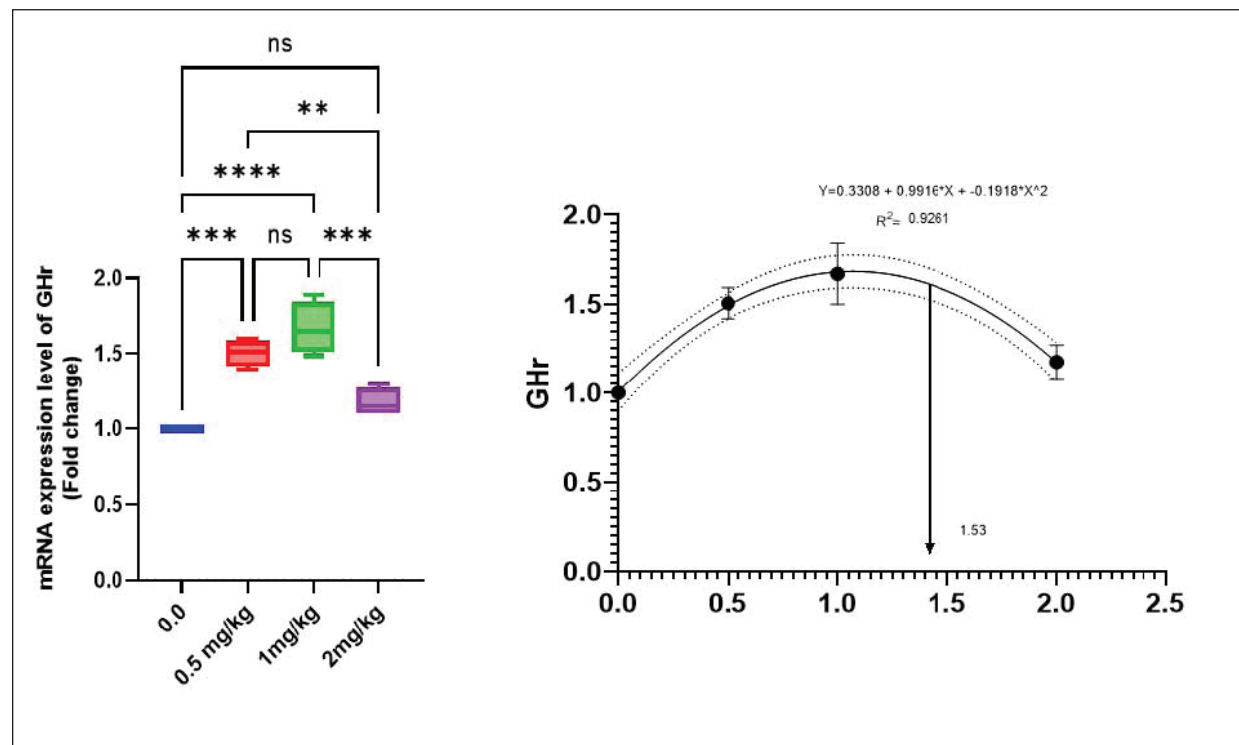 ns
**
****
*** ns ***
mRNA expression level of GHr
(Fold change)
2.0
1.5
1.0
0.5
0.0
0.0
0.5 mg/kg
1mg/kg
2mg/kg
Y=0.3308 + 0.9916*X + -0.1918*X^2
R2= 0.9261
GHr
2.0
1.5
1.0
0.5
0.0
1.53
0.0 0.5 1.0 1.5 2.0 2.5